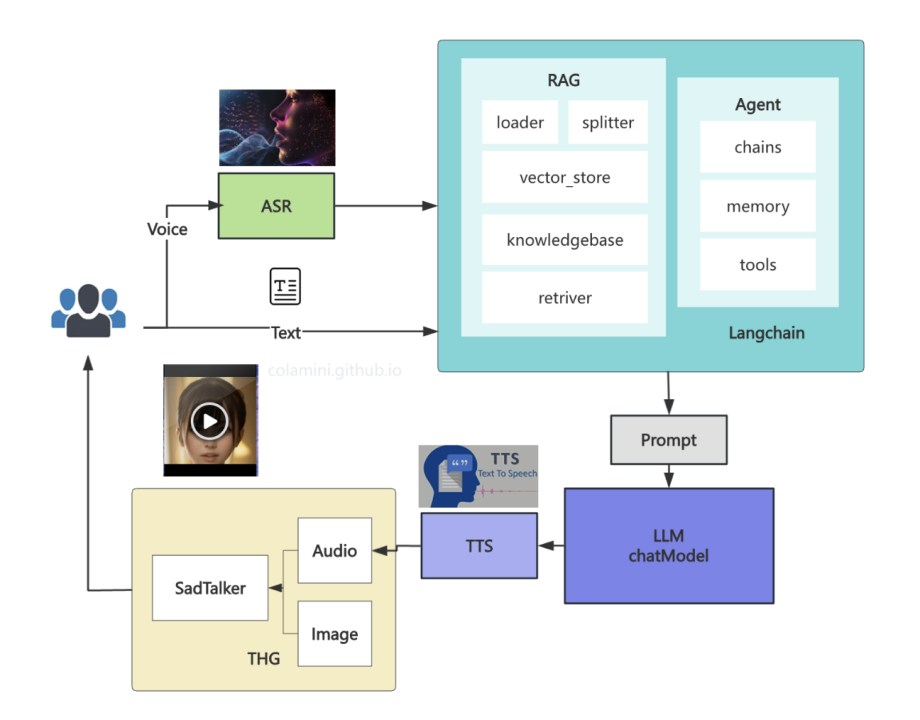 RAG
loader
splitter
vector_store
knowledgebase
retriver
Agent
chains
memory
tools
Langchain
ASR
Voice
T
Text
colamini.github.io
Prompt
LLM
chatModel
TTS
Text To Speech
TTS
Audio
SadTalker
Image
THG